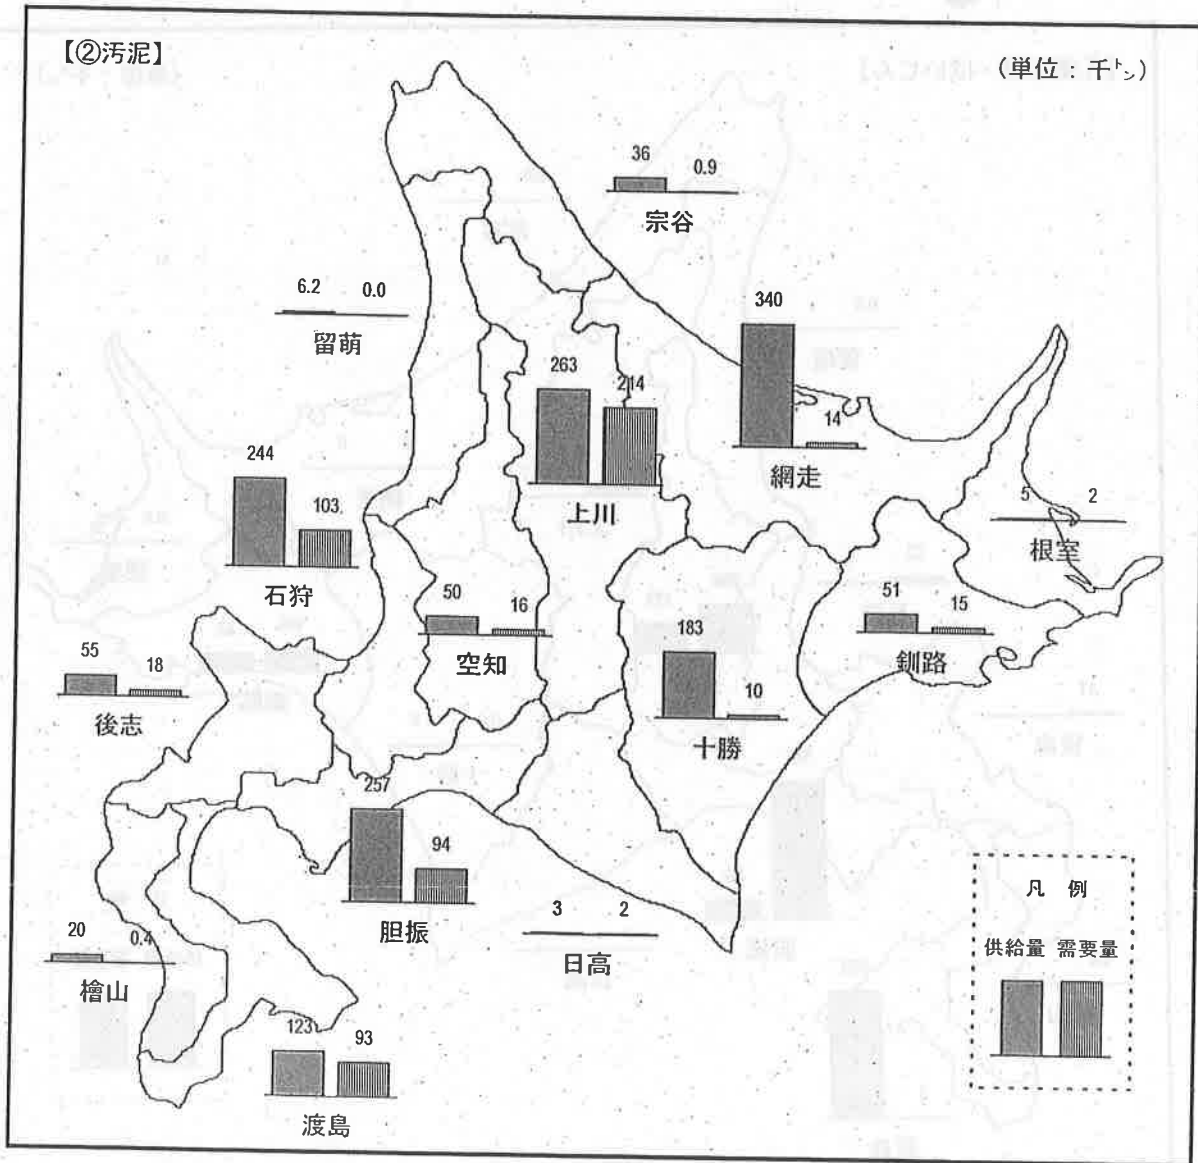 【②汚泥】
(単位：千㌧)
36 0.9
宗谷
6.2 0.0
留萌
340 14
網走
263 214
上川
244 103
石狩
5 2
根室
50 16
空知
51 15
釧路
183 10
十勝
55 18
後志
257 94
胆振
3 2
日高
20 0.4
檜山
123 93
渡島
凡 例
供給量 需要量